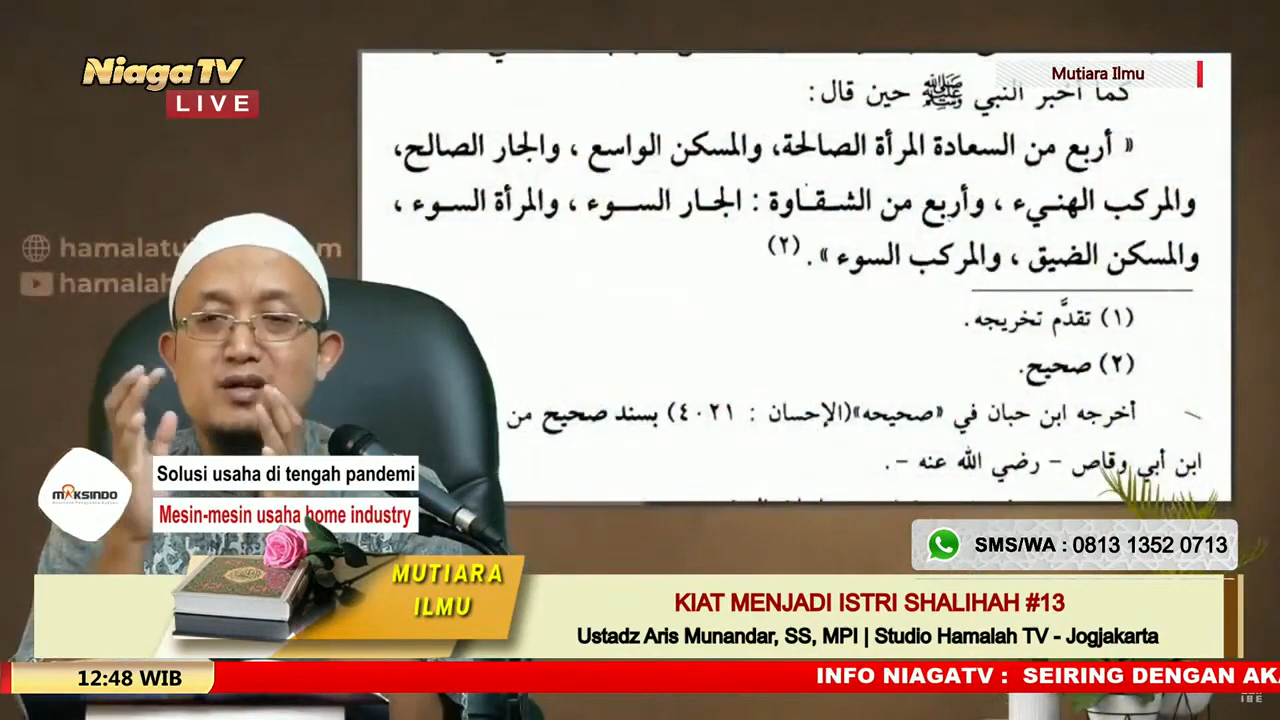 Niaga TV
LIVE
Mutiara Ilmu
كما أخبر النبي ﷺ حين قال:
« أربع من السعادة المرأة الصالحة، والمسكن الواسع ، والجار الصالح،
والمركب الهنيء ، وأربع من الشقاوة : الجار السوء ، والمرأة السوء ،
والمسكن الضيق ، والمركب السوء » . (٢)
(١) تقدَّم تخريجه.
(٢) صحيح.
أخرجه ابن حبان في «صحيحه»(الإحسان : ٤٠٢١) بسند صحيح من
ابن أبي وقاص – رضي الله عنه –.
hamalatu
m
hamalah
MAKSINDO
Solusi usaha di tengah pandemi
Mesin-mesin usaha home industry
SMS/WA : 0813 1352 0713
MUTIARA
ILMU
KIAT MENJADI ISTRI SHALIHAH #13
Ustadz Aris Munandar, SS, MPI | Studio Hamalah TV - Jogjakarta
12:48 WIB
INFO NIAGATV : SEIRING DENGAN AKA